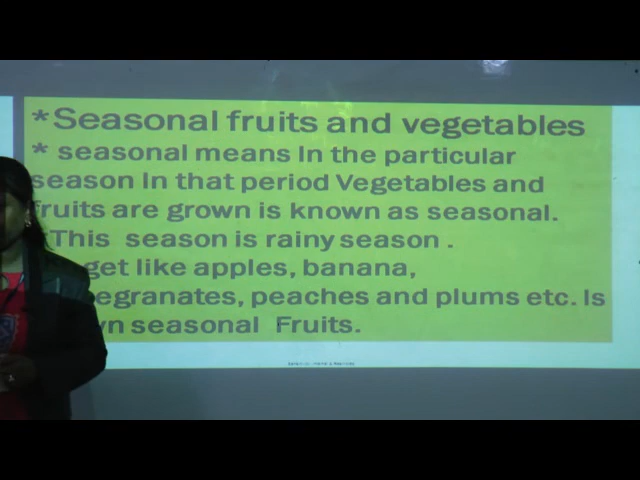 *Seasonal fruits and vegetables
* seasonal means In the particular
season In that period Vegetables and
fruits are grown is known as seasonal.
This season is rainy season .
get like apples, banana,
egranates, peaches and plums etc. Is
wn seasonal Fruits.